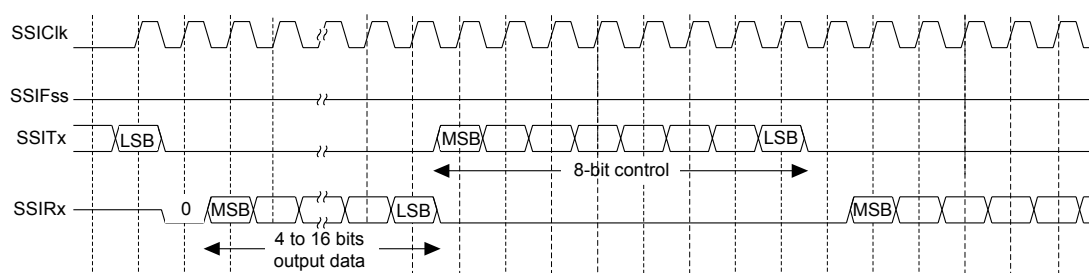 SSIClk
SSIFss
SSITx
LSB
MSB
LSB
8-bit control
SSIRx
0
MSB
LSB
MSB
4 to 16 bits
output data